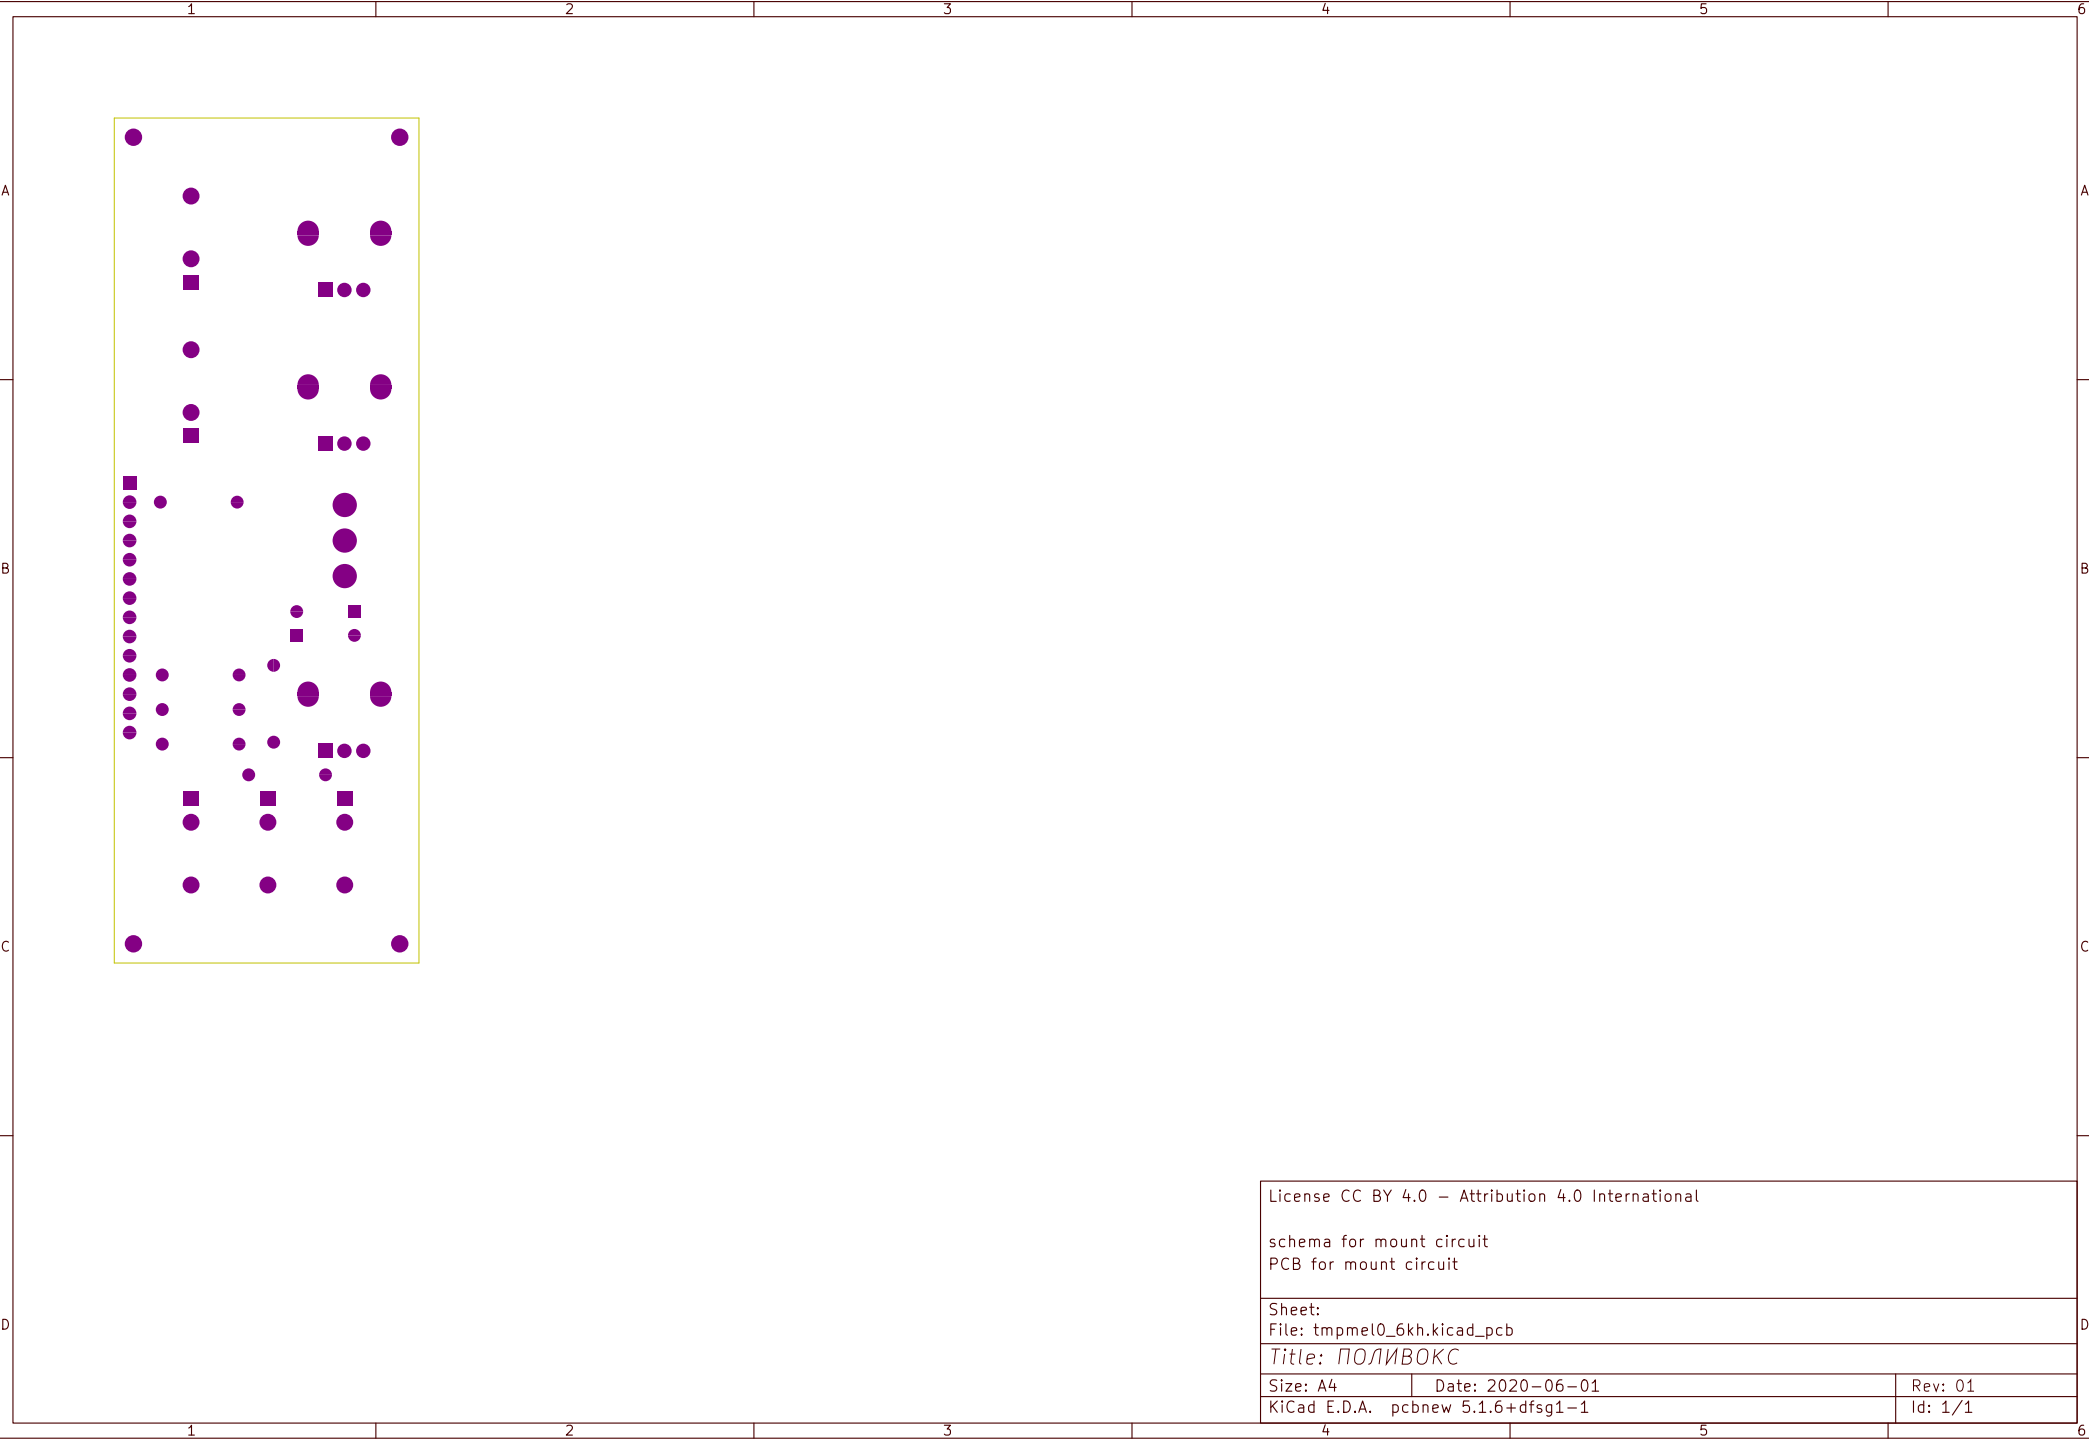 1 2 3 4 5 6
A A
B B
C C
License CC BY 4.0 – Attribution 4.0 International
schema for mount circuit
PCB for mount circuit
Sheet:
D D
File: tmpmel0_6kh.kicad_pcb
Title: ПОЛИВОКС
Size: A4 Date: 2020-06-01 Rev: 01
KiCad E.D.A. pcbnew 5.1.6+dfsg1-1 Id: 1/1
1 2 3 4 5 6